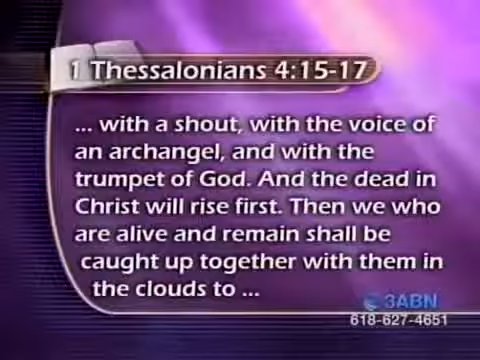 1 Thessalonians 4:15-17
... with a shout, with the voice of
an archangel, and with the
trumpet of God. And the dead in
Christ will rise first. Then we who
are alive and remain shall be
caught up together with them in
the clouds to ...
3ABN
618-627-4651